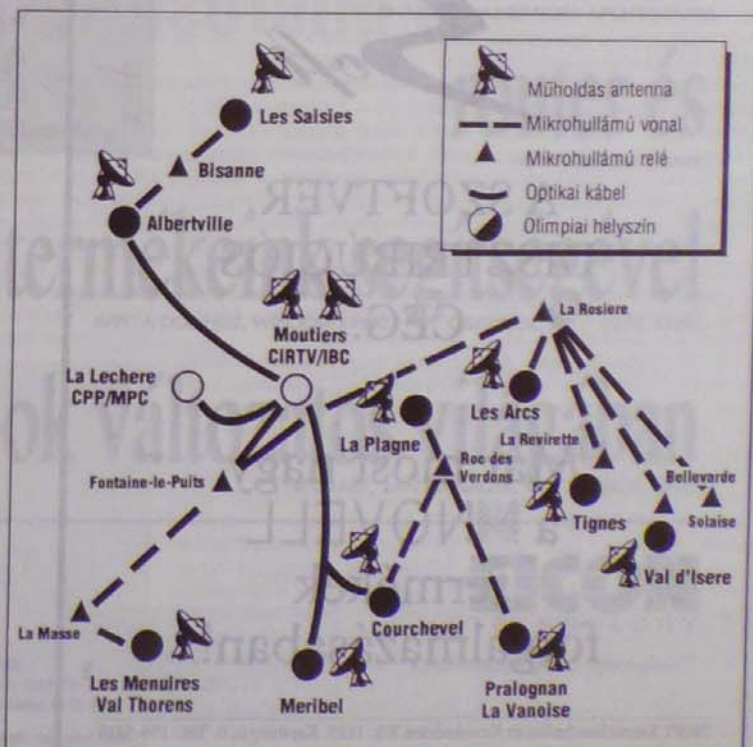 Műholdas antenna
Mikrohullámú vonal
Mikrohullámú relé
Optikai kábel
Olimpiai helyszín
Les Saisies
Bisanne
Albertville
Moutiers
CIRTV/IBC
La Rosiere
La Lechere
CPP/MPC
Les Arcs
La Plagne
La Revirette
Roc des
Verdons
Bellevarde
Fontaine-le-Puits
Solaise
Tignes
Val d'Isere
La Masse
Courchevel
Les Menuires
Val Thorens
Meribel
Pralognan
La Vanoise